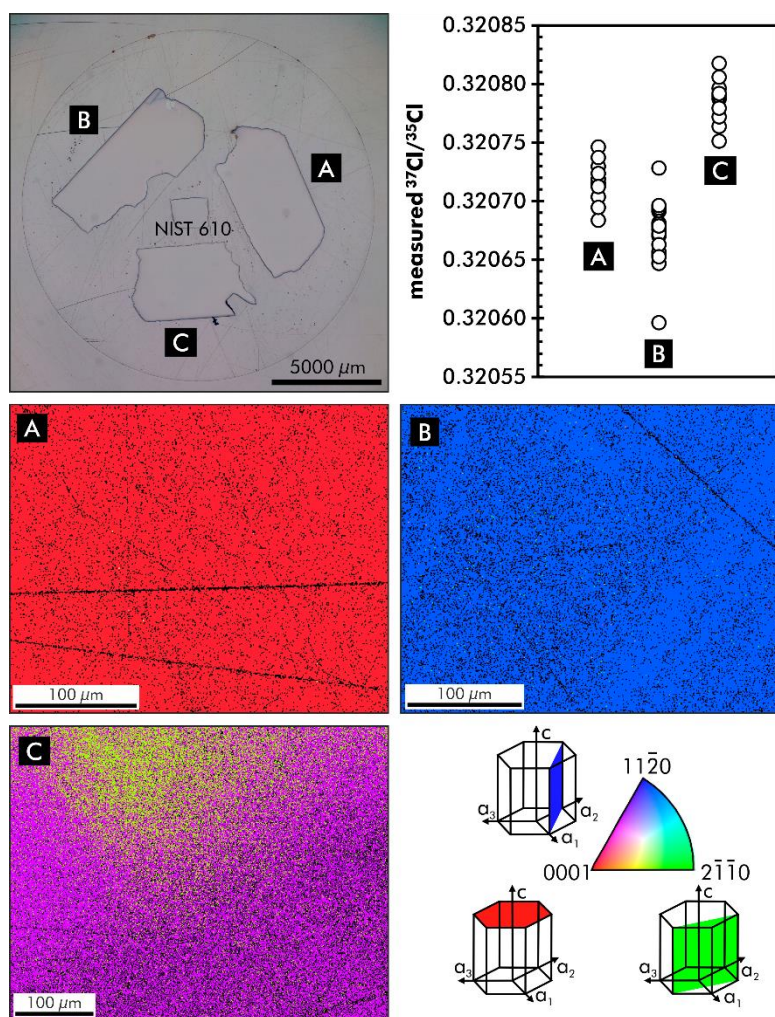 B
A
NIST 610
C
5000 µm
measured ³⁷Cl/³⁵Cl
0.32085
0.32080
0.32075
0.32070
0.32065
0.32060
0.32055
A
B
C
A
100 µm
B
100 µm
C
100 µm
c
a₃
a₂
a₁
112̄0
0001
21̄1̄0
c
a₃
a₂
a₁
c
a₃
a₂
a₁